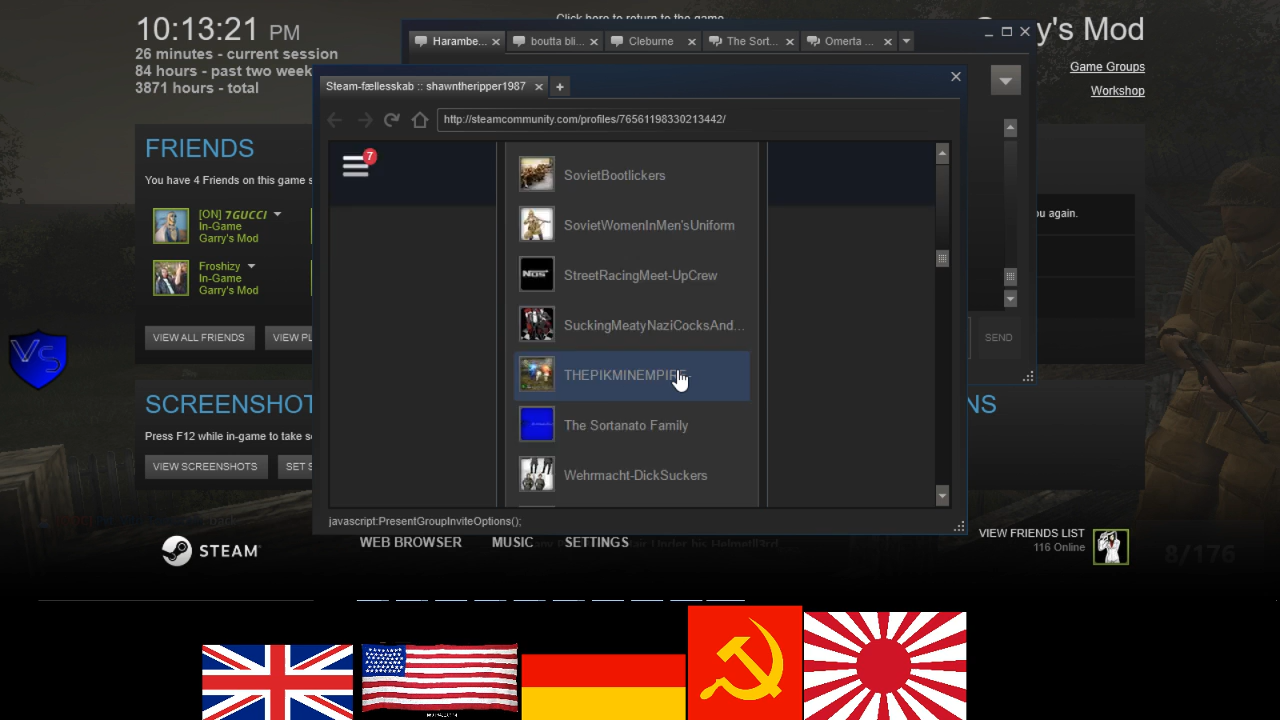 Click here to return to the game
10:13:21 PM
26 minutes - current session
84 hours - past two week
3871 hours - total
y's Mod
Game Groups
Workshop
Harambe...
boutta bli...
Cleburne
The Sort...
Omerta ...
Steam-fællesskab :: shawntheripper1987
http://steamcommunity.com/profiles/76561198330213442/
7
FRIENDS
You have 4 Friends on this game s
[ON] 7GUCCI
In-Game
Garry's Mod
Froshizy
In-Game
Garry's Mod
VIEW ALL FRIENDS
VIEW PL
VS
SovietBootlickers
SovietWomenInMen'sUniform
StreetRacingMeet-UpCrew
SuckingMeatyNaziCocksAnd...
THEPIKMINEMPIRE-
The Sortanato Family
Wehrmacht-DickSuckers
u again.
SEND
SCREENSHOT
NS
Press F12 while in-game to take s
VIEW SCREENSHOTS
SET S
javascript:PresentGroupInviteOptions();
STEAM
WEB BROWSER
MUSIC
SETTINGS
VIEW FRIENDS LIST
116 Online
8/176